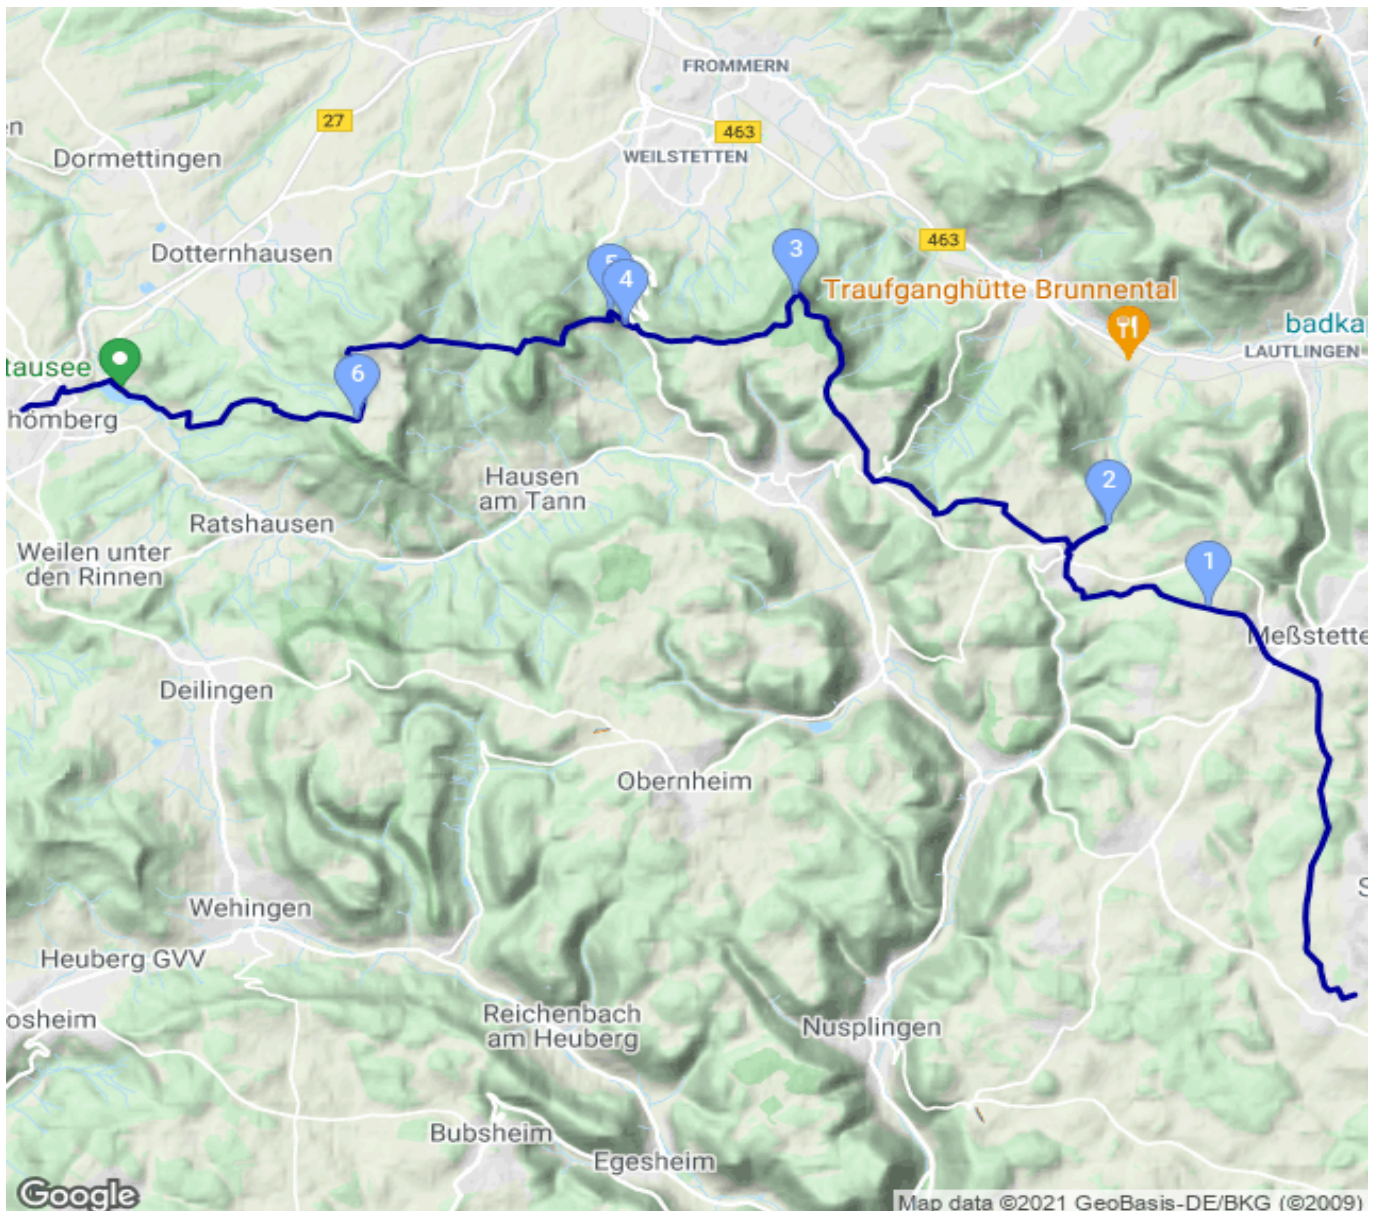 FROMMERN
27
463
en
WEILSTETTEN
Dormettingen
463
Dotternhausen
3
5
4
Traufganghütte Brunnental
badka
tausee
LAUTLINGEN
6
hömberg
Hausen
am Tann
2
Ratshausen
Weilen unter
den Rinnen
1
Meßstette
Deilingen
Obernheim
S
Wehingen
Heuberg GVV
osheim
Reichenbach
am Heuberg
Nusplingen
Bubsheim
Egesheim
Google
Map data ©2021 GeoBasis-DE/BKG (©2009)